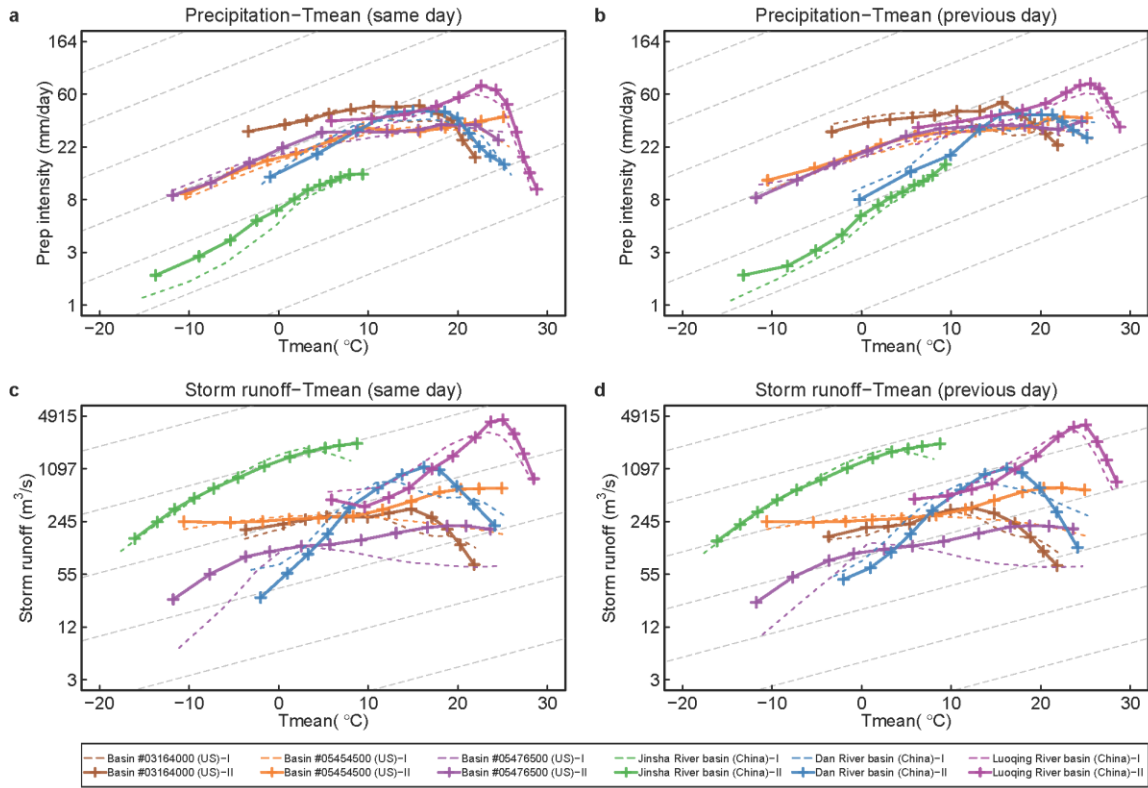 a Precipitation−Tmean (same day)
164
60
22
8
3
1
Prep intensity (mm/day)
−20 −10 0 10 20 30
Tmean( °C)
b Precipitation−Tmean (previous day)
164
60
22
8
3
1
Prep intensity (mm/day)
−20 −10 0 10 20 30
Tmean( °C)
c Storm runoff−Tmean (same day)
4915
1097
245
55
12
3
Storm runoff (m³/s)
−20 −10 0 10 20 30
Tmean( °C)
d Storm runoff−Tmean (previous day)
4915
1097
245
55
12
3
Storm runoff (m³/s)
−20 −10 0 10 20 30
Tmean( °C)
Basin #03164000 (US)−I Basin #05454500 (US)−I Basin #05476500 (US)−I Jinsha River basin (China)−I Dan River basin (China)−I Luoqing River basin (China)−I
Basin #03164000 (US)−II Basin #05454500 (US)−II Basin #05476500 (US)−II Jinsha River basin (China)−II Dan River basin (China)−II Luoqing River basin (China)−II